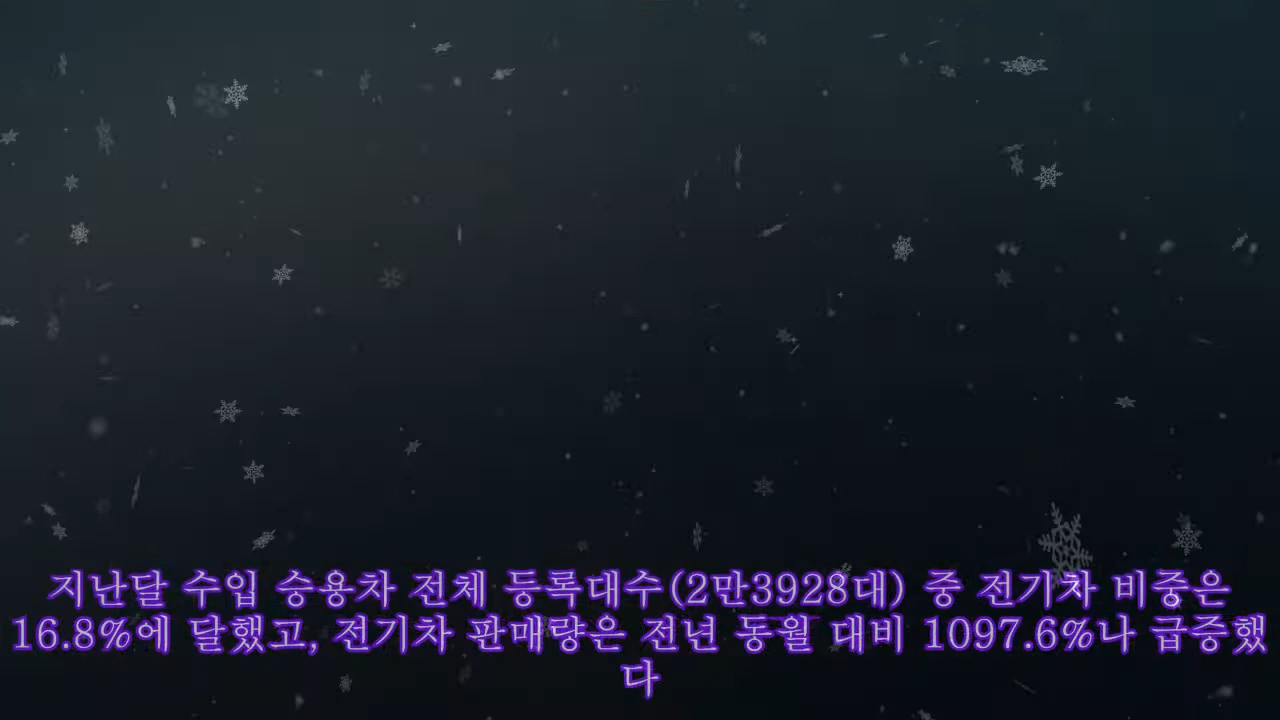 지난달 수입 승용차 전체 등록대수(2만3928대) 중 전기차 비중은
16.8%에 달했고, 전기차 판매량은 전년 동월 대비 1097.6%나 급증했
다